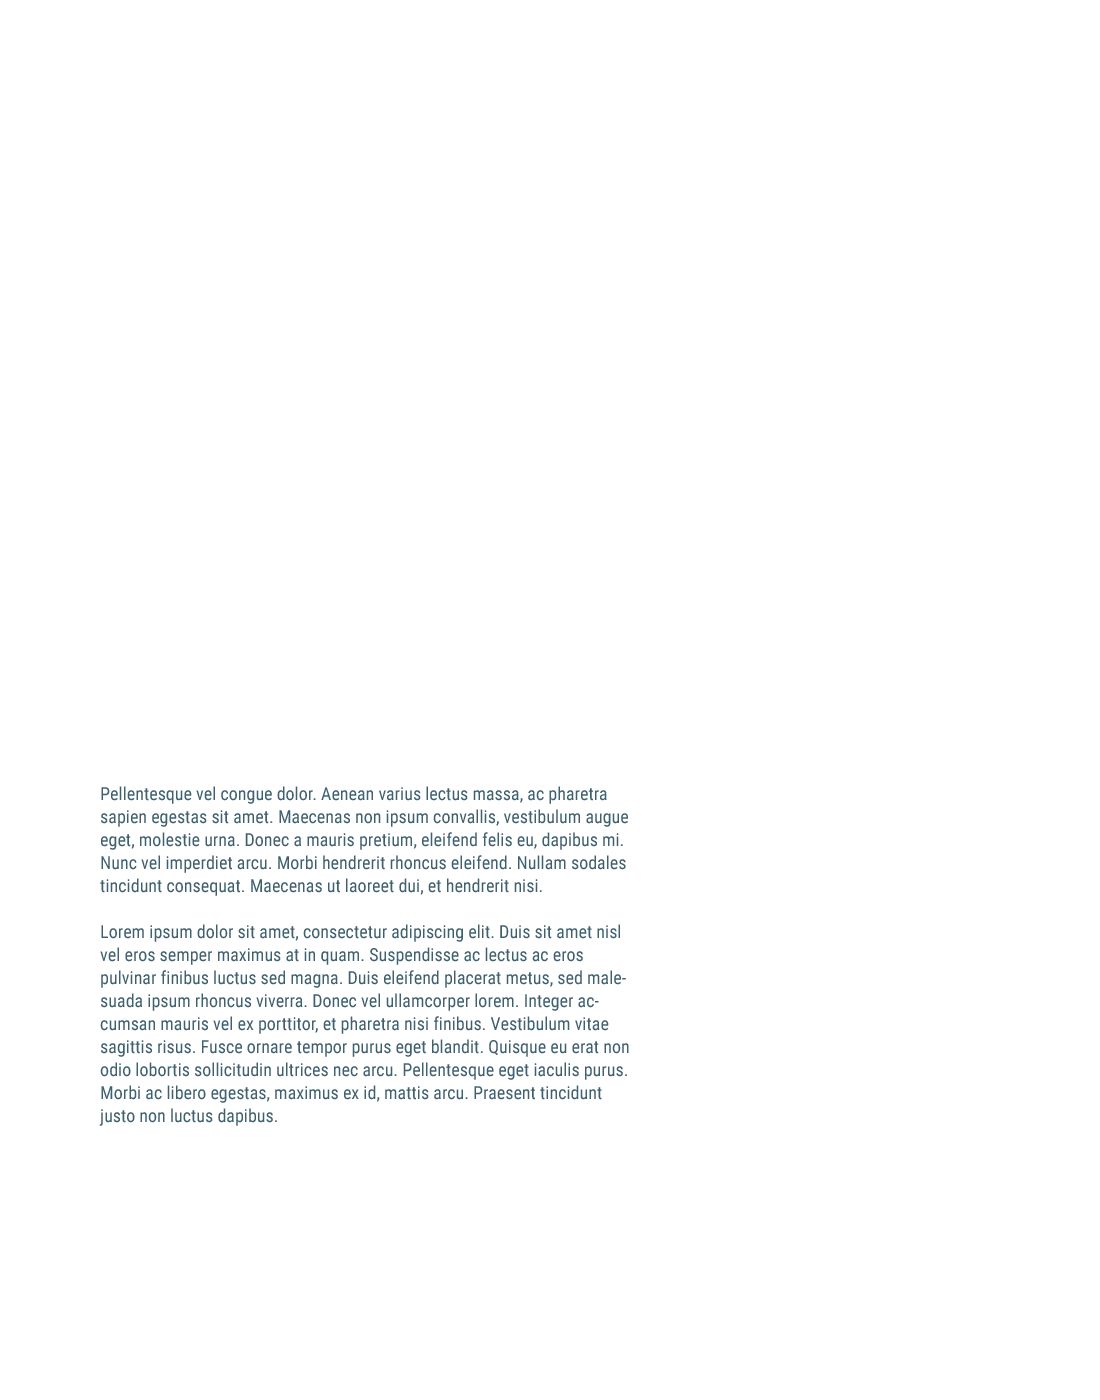 Pellentesque vel congue dolor. Aenean varius lectus massa, ac pharetra
sapien egestas sit amet. Maecenas non ipsum convallis, vestibulum augue
eget, molestie urna. Donec a mauris pretium, eleifend felis eu, dapibus mi.
Nunc vel imperdiet arcu. Morbi hendrerit rhoncus eleifend. Nullam sodales
tincidunt consequat. Maecenas ut laoreet dui, et hendrerit nisi.

Lorem ipsum dolor sit amet, consectetur adipiscing elit. Duis sit amet nisl
vel eros semper maximus at in quam. Suspendisse ac lectus ac eros
pulvinar finibus luctus sed magna. Duis eleifend placerat metus, sed male-
suada ipsum rhoncus viverra. Donec vel ullamcorper lorem. Integer ac-
cumsan mauris vel ex porttitor, et pharetra nisi finibus. Vestibulum vitae
sagittis risus. Fusce ornare tempor purus eget blandit. Quisque eu erat non
odio lobortis sollicitudin ultrices nec arcu. Pellentesque eget iaculis purus.
Morbi ac libero egestas, maximus ex id, mattis arcu. Praesent tincidunt
justo non luctus dapibus.